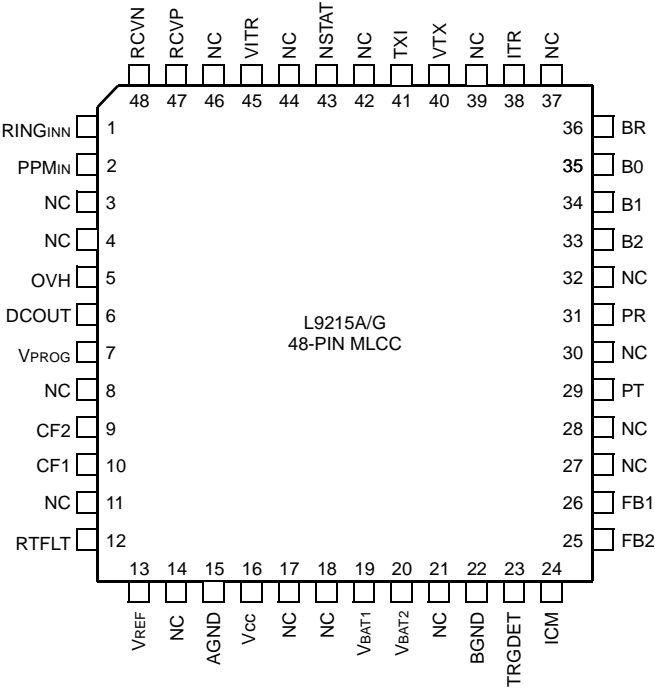 RCVN RCVP NC VITR NC NSTAT NC TXI VTX NC ITR NC
48 47 46 45 44 43 42 41 40 39 38 37
RINGINN 1 36 BR
PPMIN 2 35 B0
NC 3 34 B1
NC 4 33 B2
OVH 5 32 NC
DCOUT 6 31 PR
L9215A/G
48-PIN MLCC
VPROG 7 30 NC
NC 8 29 PT
CF2 9 28 NC
CF1 10 27 NC
NC 11 26 FB1
RTFLT 12 25 FB2
13 14 15 16 17 18 19 20 21 22 23 24
VREF NC AGND VCC NC NC VBAT1 VBAT2 NC BGND TRGDET ICM